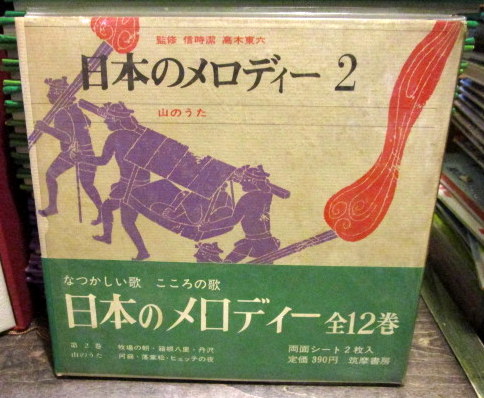 監修 信時潔 高木東六
日本のメロディー 2
山のうた
なつかしい歌 こころの歌
日本のメロディー 全12巻
第2巻 牧場の朝・箱根八里・丹沢
山のうた 阿蘇・落葉松・ヒュッテの夜
両面シート2枚入
定価390円 筑摩書房